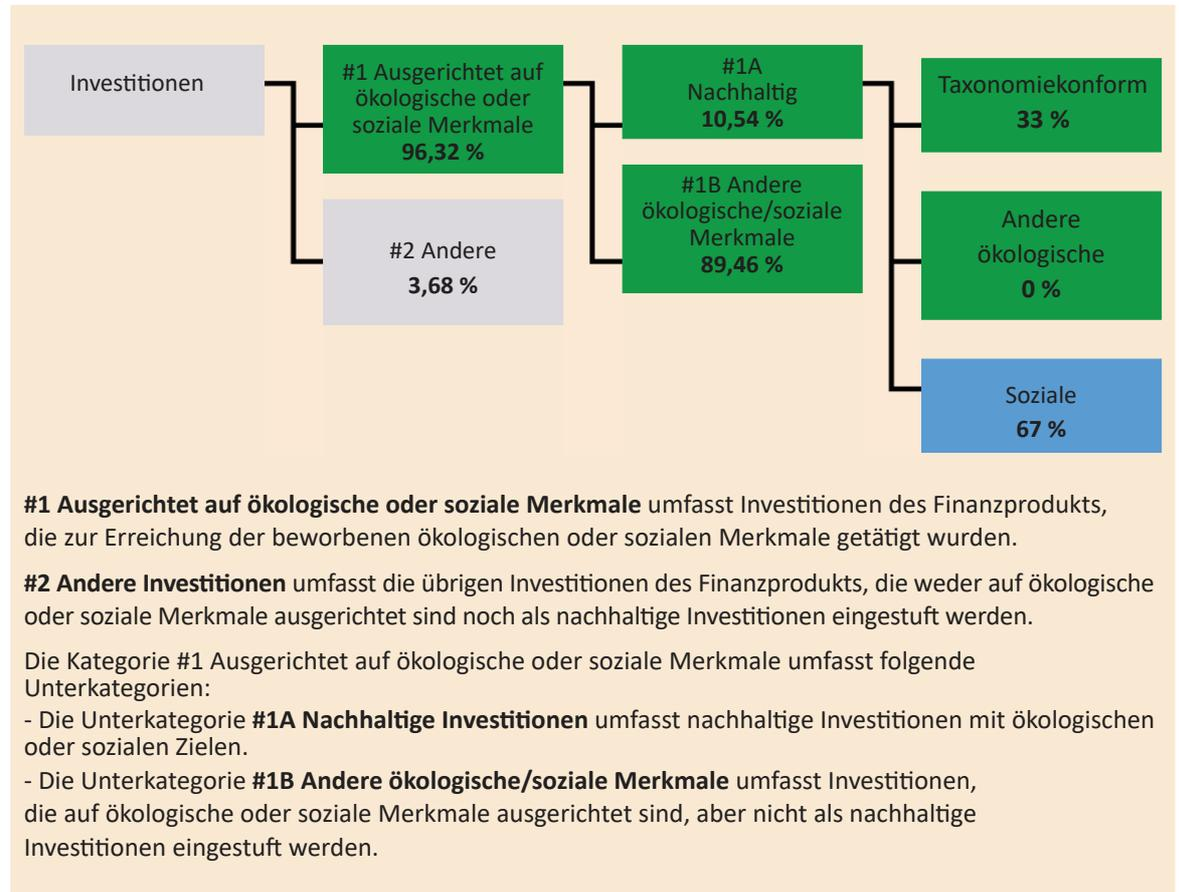 Investitionen
#1 Ausgerichtet auf
ökologische oder
soziale Merkmale
96,32 %
#2 Andere
3,68 %
#1A
Nachhaltig
10,54 %
#1B Andere
ökologische/soziale
Merkmale
89,46 %
Taxonomiekonform
33 %
Andere
ökologische
0 %
Soziale
67 %
#1 Ausgerichtet auf ökologische oder soziale Merkmale umfasst Investitionen des Finanzprodukts,
die zur Erreichung der beworbenen ökologischen oder sozialen Merkmale getätigt wurden.
#2 Andere Investitionen umfasst die übrigen Investitionen des Finanzprodukts, die weder auf ökologische
oder soziale Merkmale ausgerichtet sind noch als nachhaltige Investitionen eingestuft werden.
Die Kategorie #1 Ausgerichtet auf ökologische oder soziale Merkmale umfasst folgende
Unterkategorien:
- Die Unterkategorie #1A Nachhaltige Investitionen umfasst nachhaltige Investitionen mit ökologischen
oder sozialen Zielen.
- Die Unterkategorie #1B Andere ökologische/soziale Merkmale umfasst Investitionen,
die auf ökologische oder soziale Merkmale ausgerichtet sind, aber nicht als nachhaltige
Investitionen eingestuft werden.